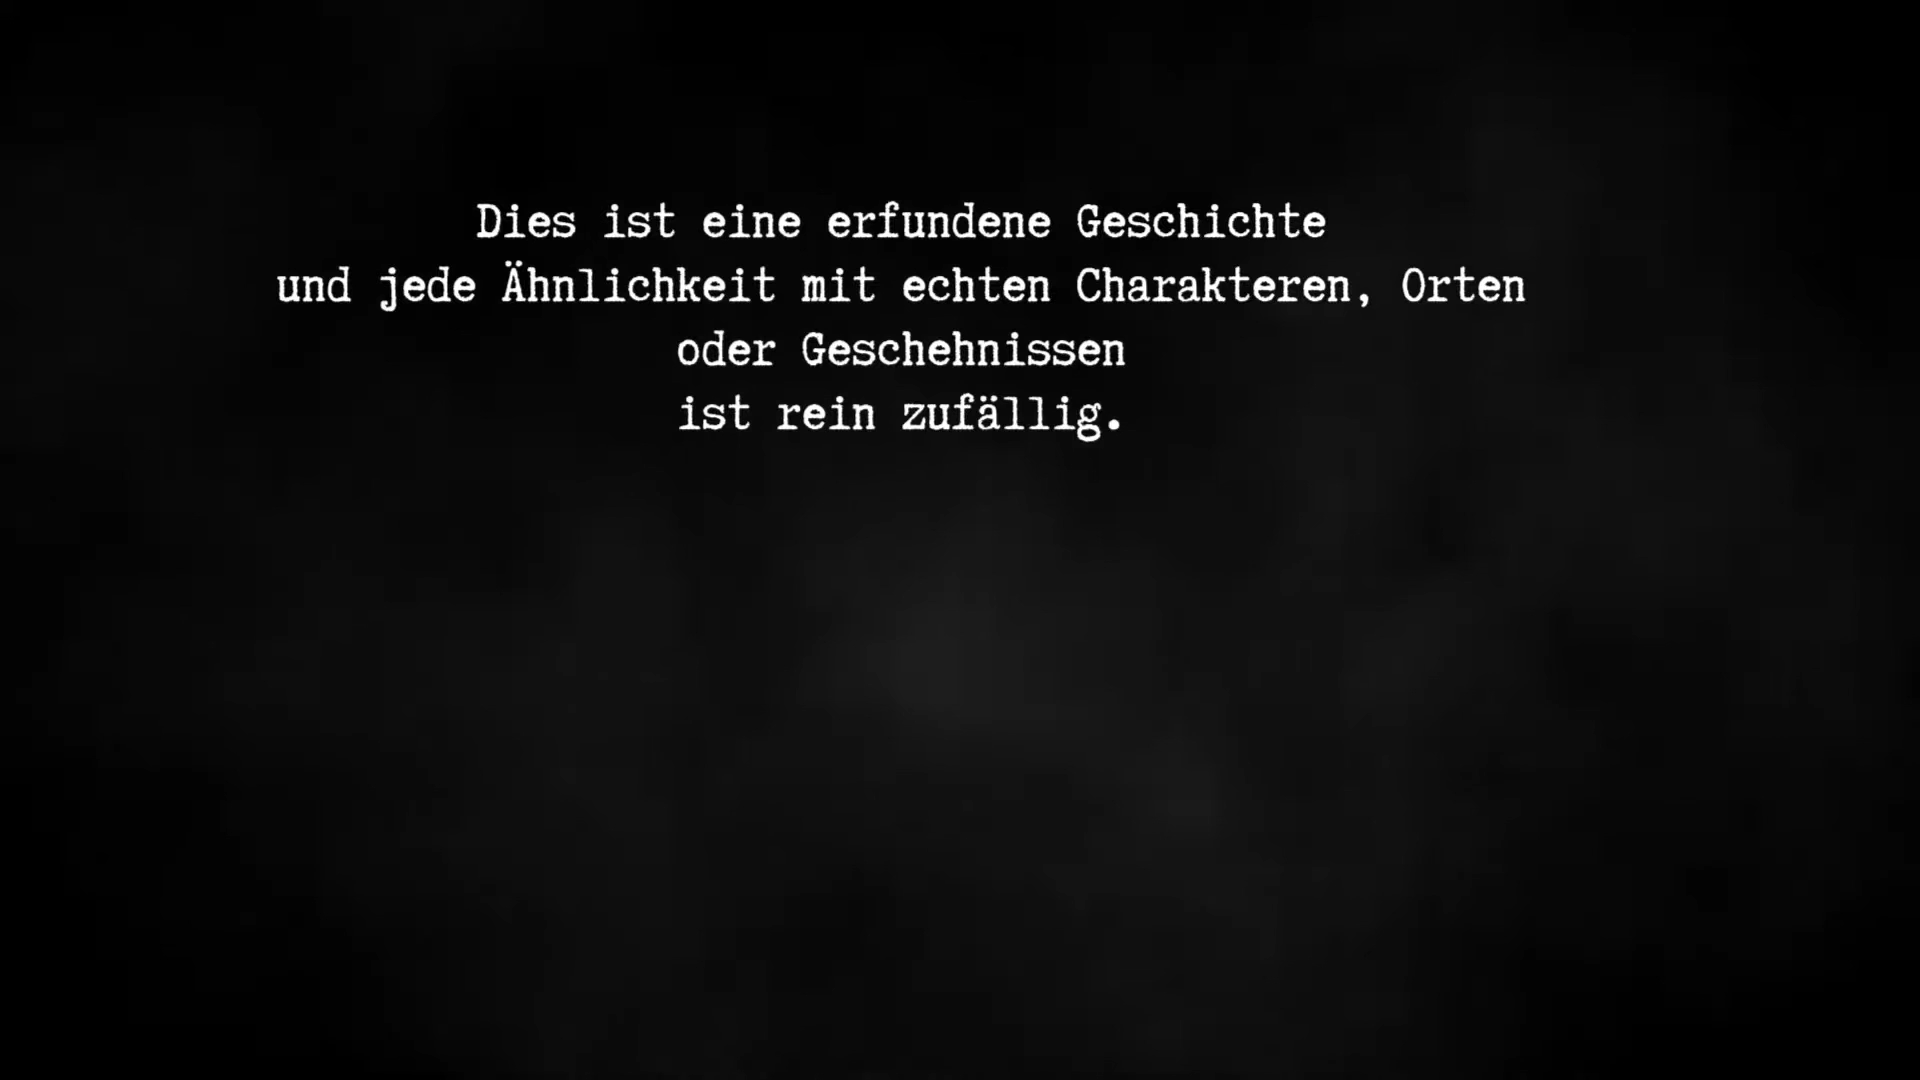 Dies ist eine erfundene Geschichte
und jede Ähnlichkeit mit echten Charakteren, Orten
oder Geschehnissen
ist rein zufällig.